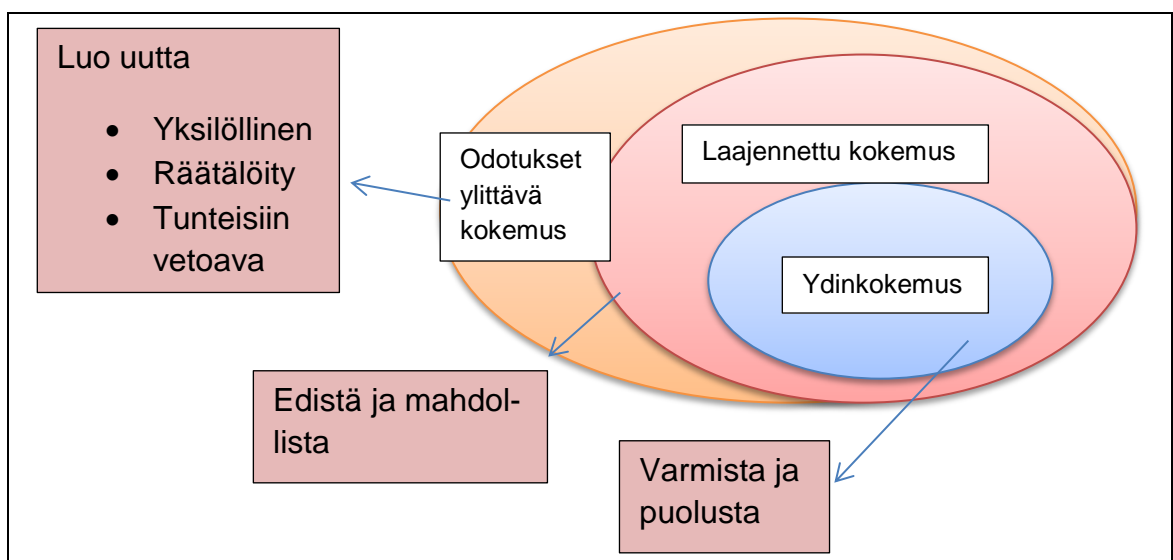 Luo uutta
• Yksilöllinen
• Räätälöity
• Tunteisiin
vetoava
Odotukset
ylittävä
kokemus
Laajennettu kokemus
Ydinkokemus
Edistä ja mahdol-
lista
Varmista ja
puolusta